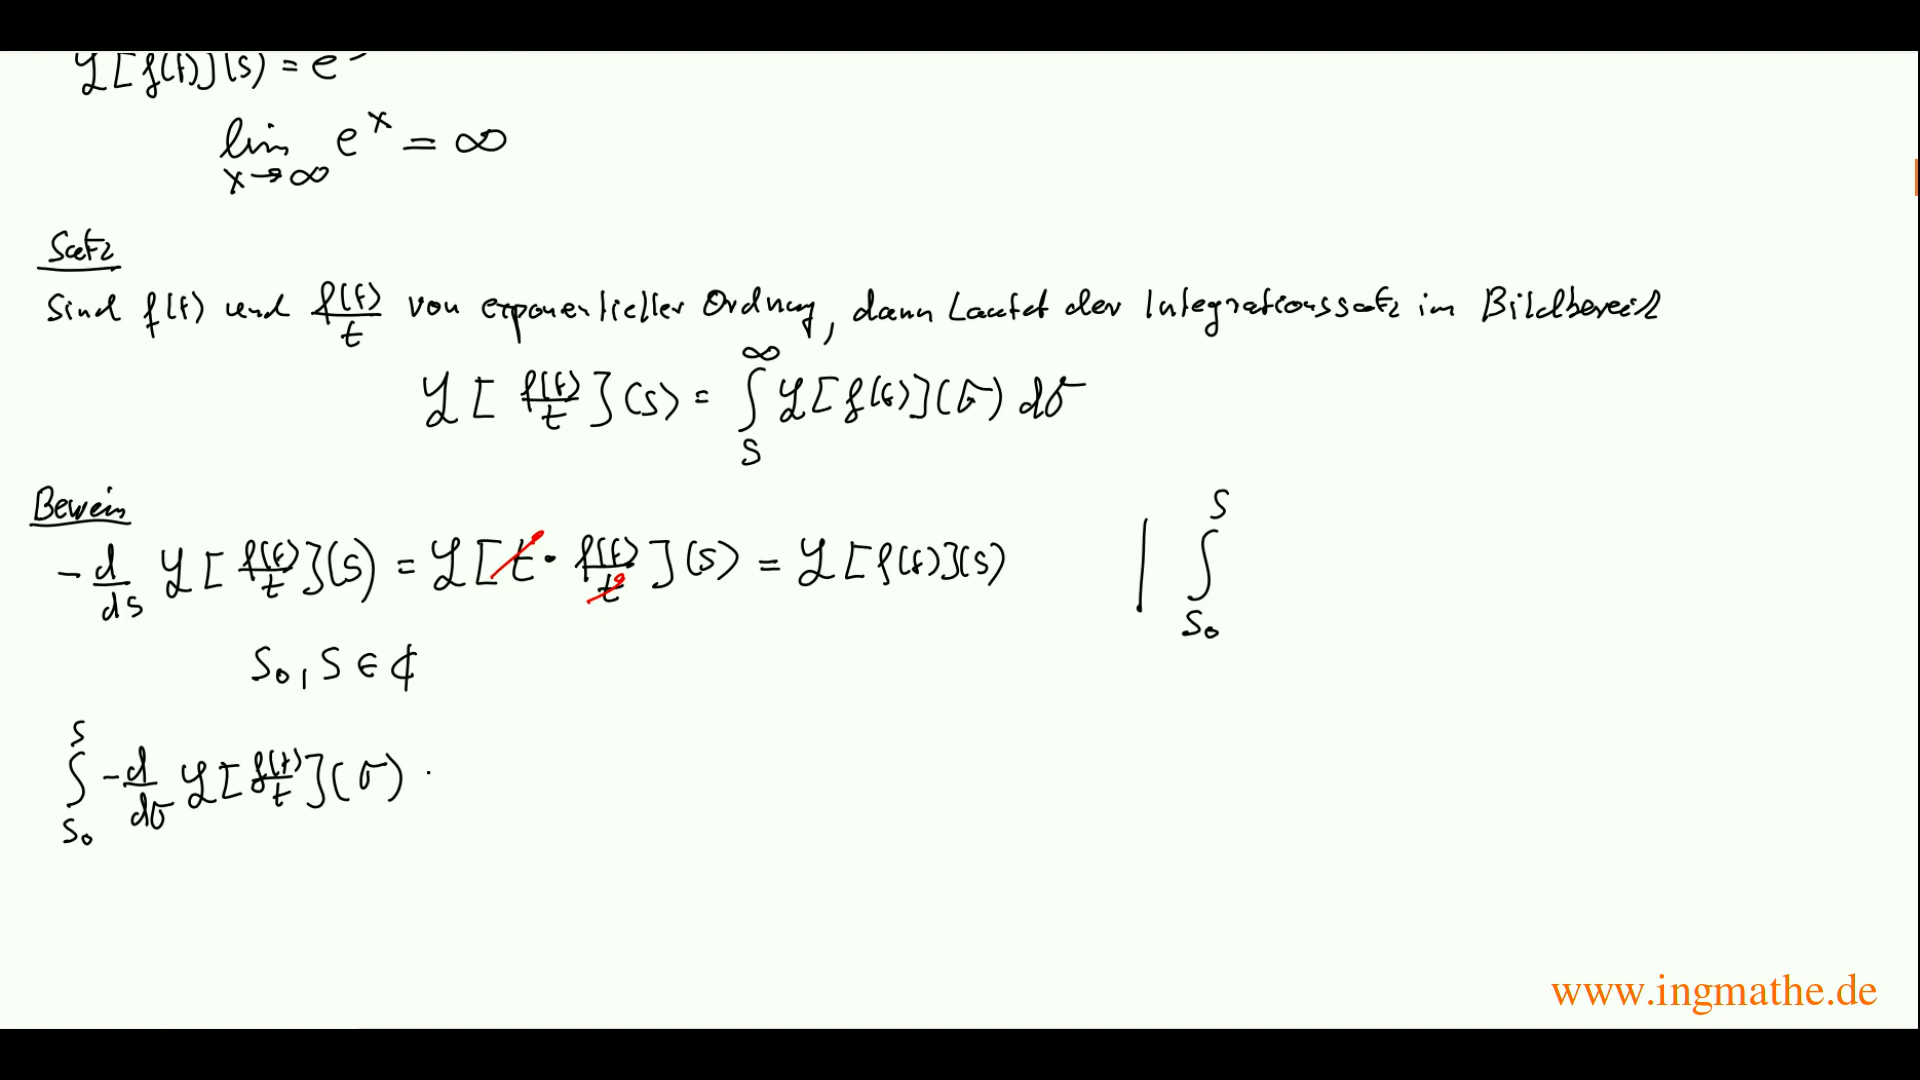 ℒ[f(t)](s) = e^s
lim_{x→∞} e^x = ∞
Satz
Sind f(t) und f(t)/t von exponentieller Ordnung, dann Lautet der Integrationssatz im Bildbereich
ℒ[f(t)/t](s) = ∫_s^∞ ℒ[f(t)](σ) dσ
Beweis
-d/ds ℒ[f(t)/t](s) = ℒ[t · f(t)/t](s) = ℒ[f(t)](s) | ∫_{s₀}^s
s₀, s ∈ ℂ
∫_{s₀}^s -d/dσ ℒ[f(t)/t](σ) ·
www.ingmathe.de